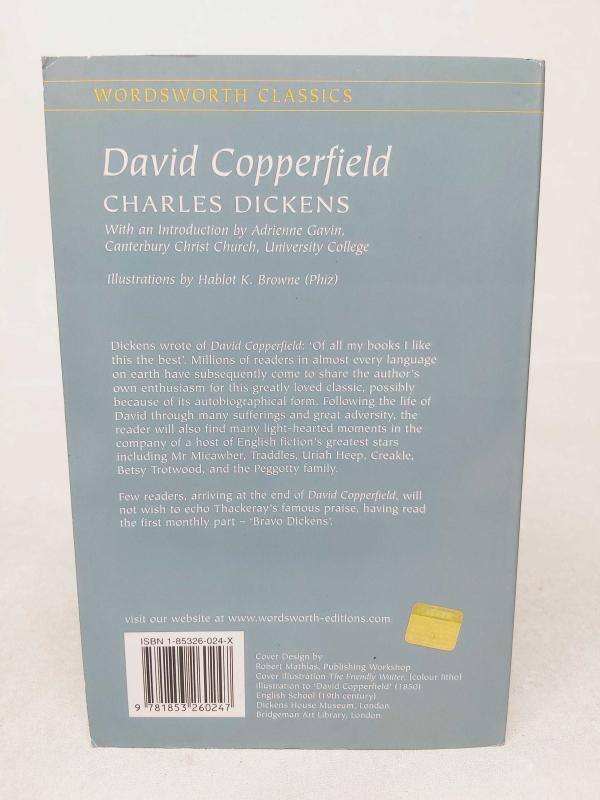 WORDSWORTH CLASSICS
David Copperfield
CHARLES DICKENS
With an Introduction by Adrienne Gavin,
Canterbury Christ Church, University College
Illustrations by Hablot K. Browne (Phiz)
Dickens wrote of David Copperfield: ‘Of all my books I like
this the best’. Millions of readers in almost every language
on earth have subsequently come to share the author’s
own enthusiasm for this greatly loved classic, possibly
because of its autobiographical form. Following the life of
David through many sufferings and great adversity, the
reader will also find many light-hearted moments in the
company of a host of English fiction’s greatest stars
including Mr Micawber, Traddles, Uriah Heep, Creakle,
Betsy Trotwood, and the Peggotty family.
Few readers, arriving at the end of David Copperfield, will
not wish to echo Thackeray’s famous praise, having read
the first monthly part – ‘Bravo Dickens’.
visit our website at www.wordsworth-editions.com
ISBN 1-85326-024-X
9 781853 260247
Cover Design by
Robert Mathias, Publishing Workshop
Cover illustration The Friendly Waiter, [colour litho]
illustration to ‘David Copperfield’ (1850)
English School (19th century)
Dickens House Museum, London
Bridgeman Art Library, London